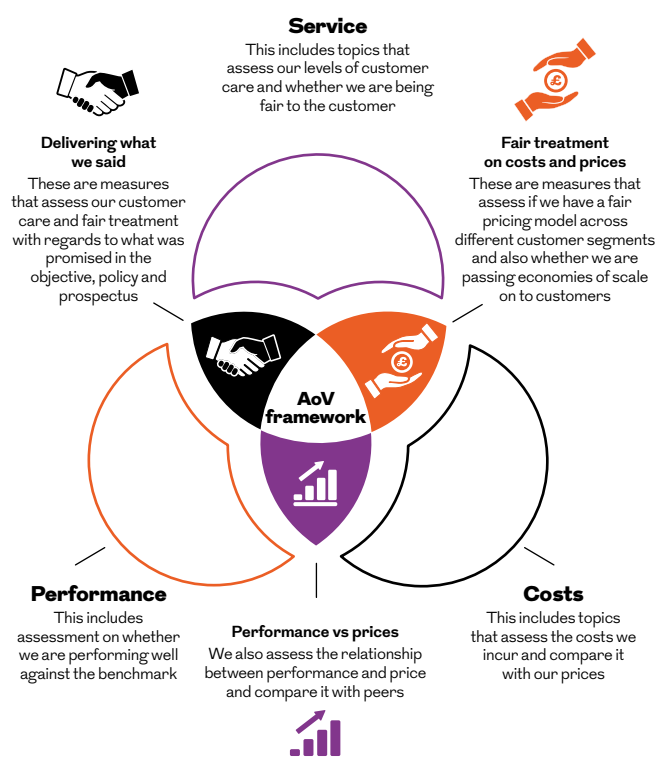 Service
This includes topics that
assess our levels of customer
care and whether we are being
fair to the customer
Delivering what
we said
These are measures
that assess our customer
care and fair treatment
with regards to what was
promised in the
objective, policy and
prospectus
£
Fair treatment
on costs and prices
These are measures that
assess if we have a fair
pricing model across
different customer segments
and also whether we are
passing economies of scale
on to customers
£
AoV
framework
Performance
This includes
assessment on whether
we are performing well
against the benchmark
Performance vs prices
We also assess the relationship
between performance and price
and compare it with peers
Costs
This includes topics
that assess the costs we
incur and compare it
with our prices